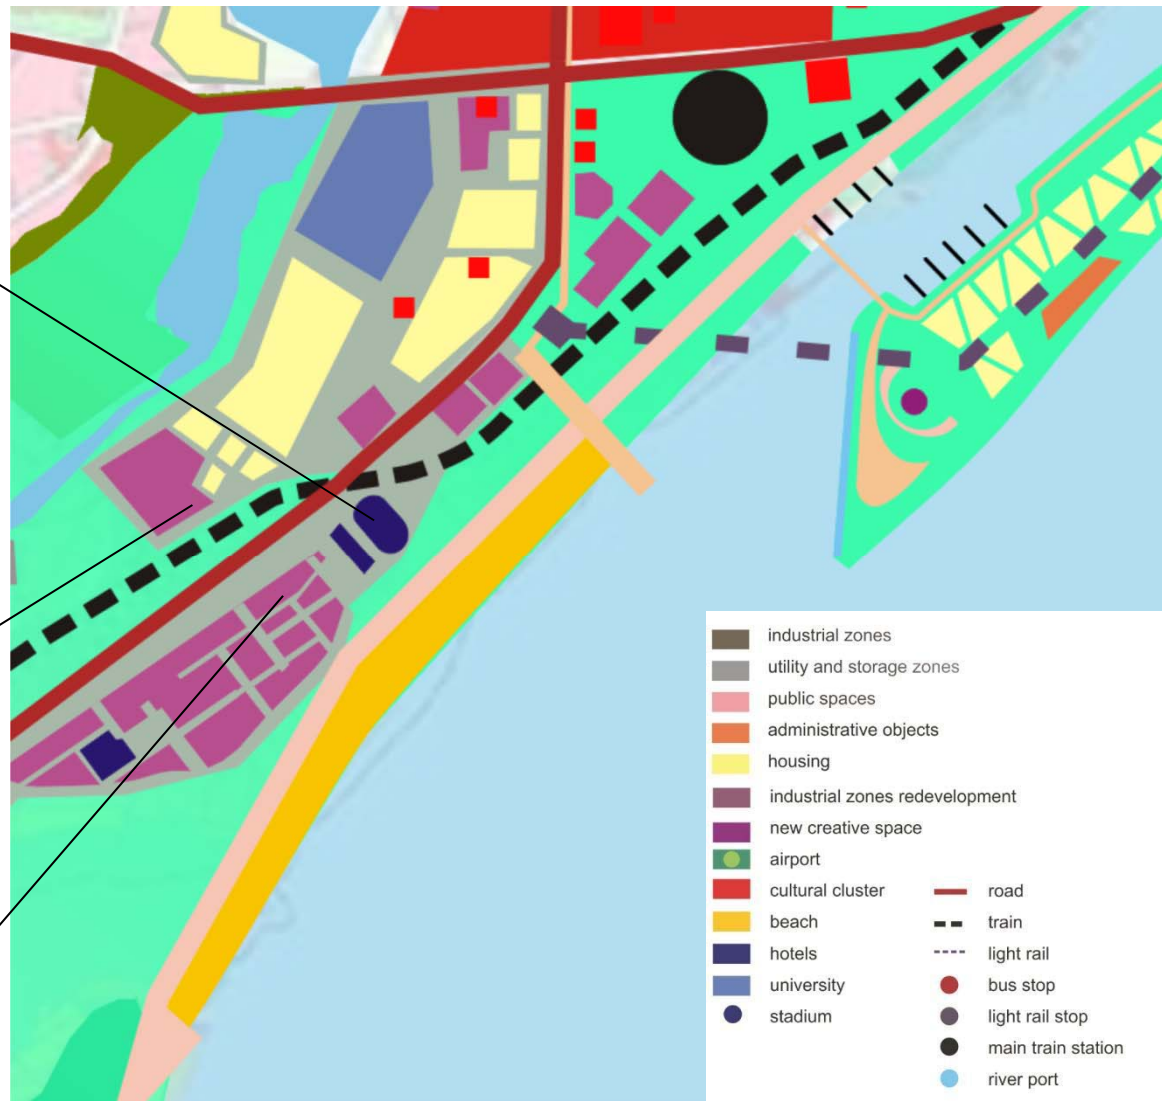 industrial zones
utility and storage zones
public spaces
administrative objects
housing
industrial zones redevelopment
new creative space
airport
cultural cluster
beach
hotels
university
stadium
road
train
light rail
bus stop
light rail stop
main train station
river port